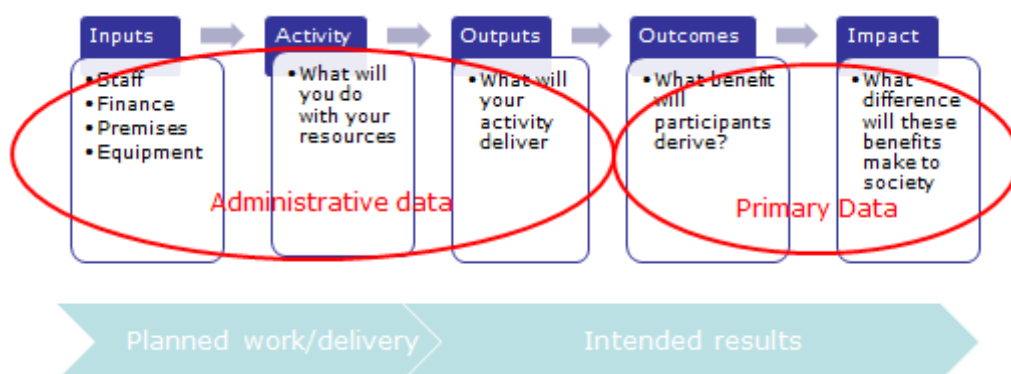 Inputs
Activity
Outputs
Outcomes
Impact
• Staff
• Finance
• Premises
• Equipment
• What will
you do
with your
resources
• What will
your
activity
deliver
• What benefit
will
participants
derive?
• What
difference
will these
benefits
make to
society
Administrative data
Primary Data
Planned work/delivery
Intended results